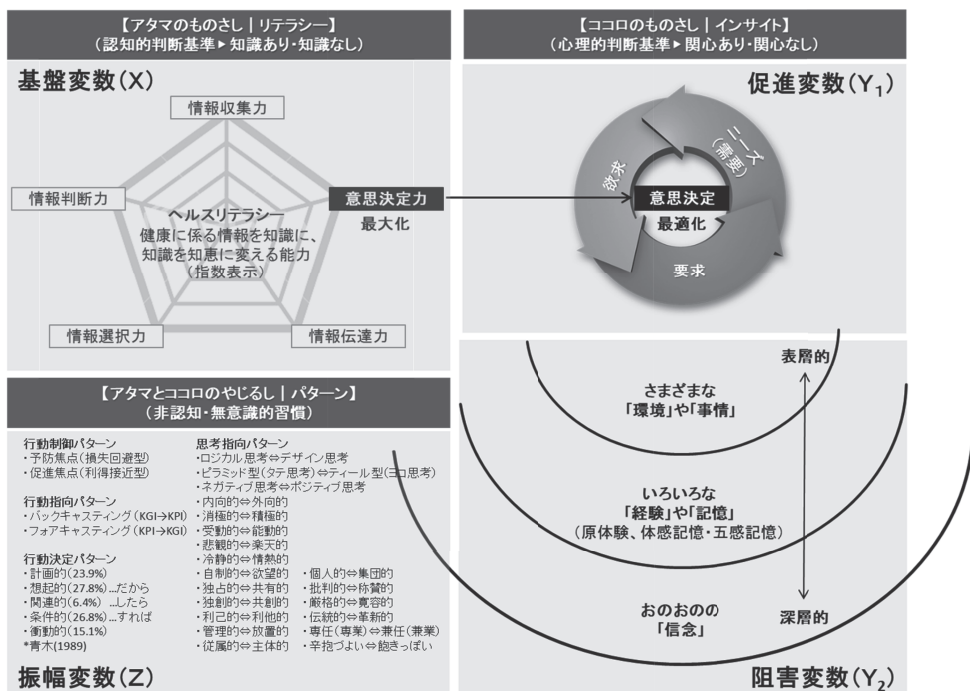 【アタマのものさし | リテラシー】
(認知的判断基準▶知識あり・知識なし)
基盤変数(X)
情報収集力
情報判断力
意思決定力
最大化
ヘルスリテラシー
健康に係る情報を知識に、
知識を知恵に変える能力
(指数表示)
情報選択力
情報伝達力
【ココロのものさし | インサイト】
(心理的判断基準▶関心あり・関心なし)
促進変数(Y₁)
ニーズ
(需要)
欲求
意思決定
最適化
要求
【アタマとココロのやじるし | パターン】
(非認知・無意識的習慣)
行動制御パターン
・予防焦点(損失回避型)
・促進焦点(利得接近型)
行動指向パターン
・バックキャスティング(KGI→KPI)
・フォアキャスティング(KPI→KGI)
行動決定パターン
・計画的(23.9%)
・想起的(27.8%)…だから
・関連的(6.4%) …したら
・条件的(26.8%)…すれば
・衝動的(15.1%)
*青木(1989)
振幅変数(Z)
思考指向パターン
・ロジカル思考⇔デザイン思考
・ピラミッド型(タテ思考)⇔ティール型(ヨコ思考)
・ネガティブ思考⇔ポジティブ思考
・内向的⇔外向的
・消極的⇔積極的
・受動的⇔能動的
・悲観的⇔楽天的
・冷静的⇔情熱的
・自制的⇔欲望的 ・個人的⇔集団的
・独占的⇔共有的 ・批判的⇔称賛的
・独創的⇔共創的 ・厳格的⇔寛容的
・利己的⇔利他的 ・伝統的⇔革新的
・管理的⇔放置的 ・専任(専業)⇔兼任(兼業)
・従属的⇔主体的 ・辛抱づよい⇔飽きっぽい
表層的
さまざまな
「環境」や「事情」
いろいろな
「経験」や「記憶」
(原体験、体感記憶・五感記憶)
おのおのの
「信念」
深層的
阻害変数(Y₂)